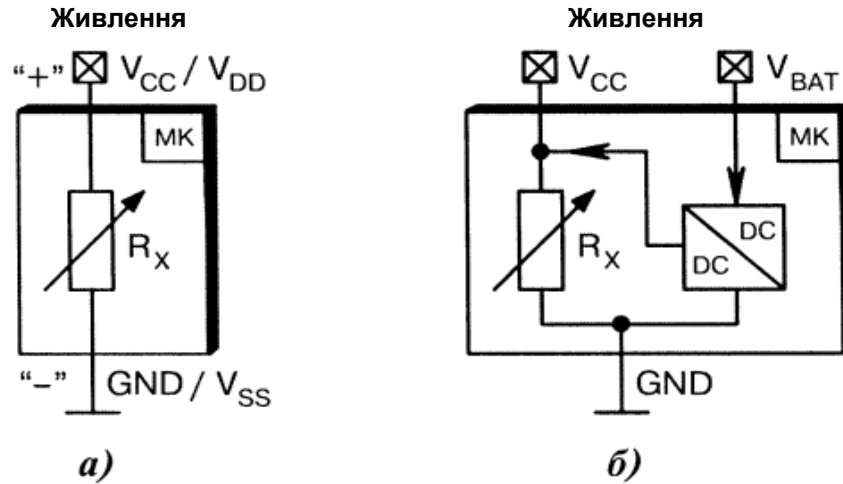 Живлення
Живлення
“+”
V_CC / V_DD
V_CC
V_BAT
МК
МК
R_X
R_X
DC
DC
“–”
GND / V_SS
GND
а)
б)